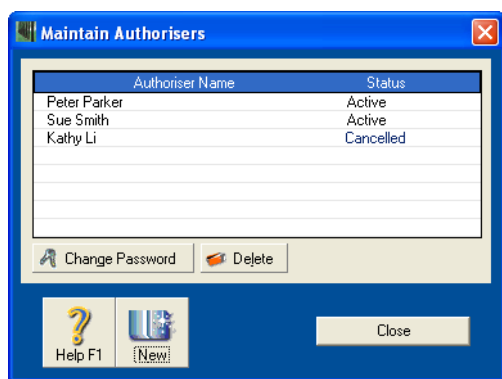 Maintain Authorisers
Authoriser Name Status
Peter Parker Active
Sue Smith Active
Kathy Li Cancelled
Change Password Delete
Help F1 New Close